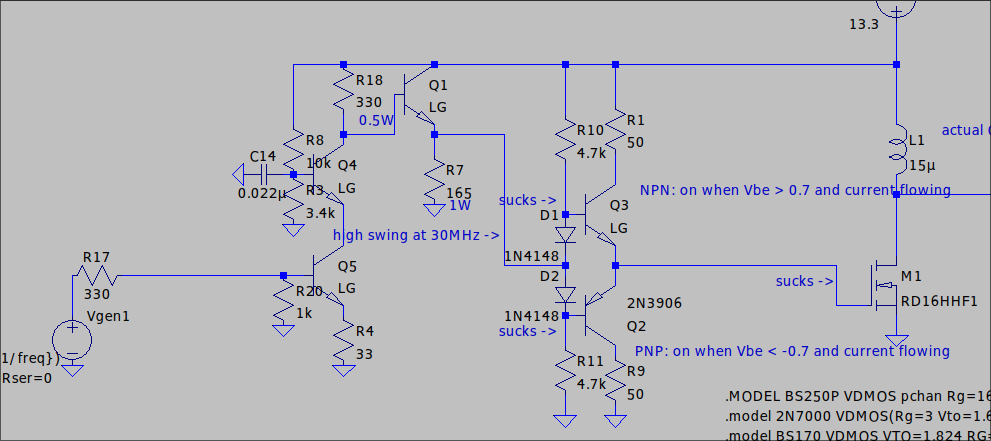 13.3
R18
330
0.5W
Q1
LG
R8
10k
C14
0.022µ
Q4
LG
R3
3.4k
R7
165
1W
high swing at 30MHz ->
R17
330
Vgen1
1/freq})
Rser=0
R20
1k
Q5
LG
R4
33
R10
4.7k
R1
50
sucks ->
D1
1N4148
D2
1N4148
sucks ->
NPN: on when Vbe > 0.7 and current flowing
Q3
LG
2N3906
Q2
PNP: on when Vbe < -0.7 and current flowing
R11
4.7k
R9
50
L1
15µ
actual
sucks ->
M1
RD16HHF1
.MODEL BS250P VDMOS pchan Rg=16
.model 2N7000 VDMOS(Rg=3 Vto=1.6
.model BS170 VDMOS VTO=1.824 RG=